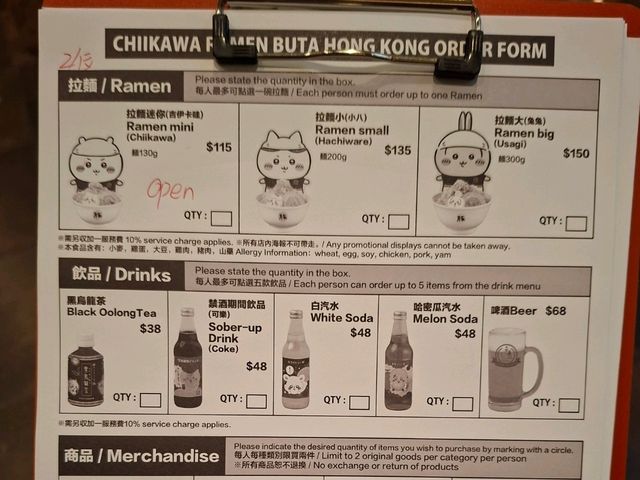 CHIIKAWA RAMEN BUTA HONG KONG ORDER FORM
2/位
拉麵 / Ramen
Please state the quantity in the box.
每人最多可點選一碗拉麵 / Each person must order up to one Ramen
拉麵迷你(吉伊卡哇)
Ramen mini
(Chiikawa)
麵130g
$115
open
QTY :
拉麵小(小八)
Ramen small
(Hachiware)
麵200g
$135
QTY :
拉麵大(兔兔)
Ramen big
(Usagi)
麵300g
$150
QTY :
※需另收加一服務費 10% service charge applies. ※所有店內海報不可帶走。/ Any promotional displays cannot be taken away.
※本食品含有：小麥，雞蛋，大豆，雞肉，豬肉，山藥 Allergy Information：wheat, egg, soy, chicken, pork, yam
飲品 / Drinks
Please state the quantity in the box.
每人最多可點選五款飲品 / Each person can order up to 5 items from the drink menu
黑烏龍茶
Black OolongTea
$38
QTY :
禁酒期間飲品
(可樂)
Sober-up
Drink
(Coke)
$48
QTY :
白汽水
White Soda
$48
QTY :
哈密瓜汽水
Melon Soda
$48
QTY :
啤酒Beer $68
QTY :
※需另收加一服務費10% service charge applies.
商品 / Merchandise
Please indicate the desired quantity of items you wish to purchase by marking with a circle.
每人每種類別限買兩件 / Limit to 2 original goods per category per person
※所有商品恕不退換 / No exchange or return of products